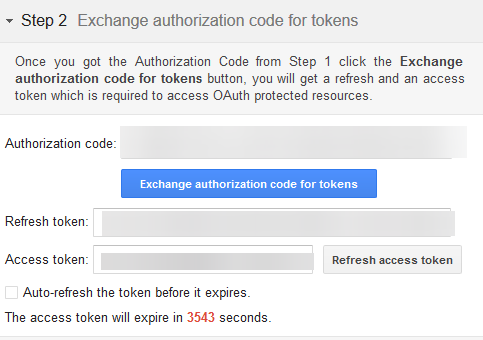 Step 2 Exchange authorization code for tokens
Once you got the Authorization Code from Step 1 click the Exchange
authorization code for tokens button, you will get a refresh and an access
token which is required to access OAuth protected resources.
Authorization code:
Exchange authorization code for tokens
Refresh token:
Access token:
Refresh access token
Auto-refresh the token before it expires.
The access token will expire in 3543 seconds.